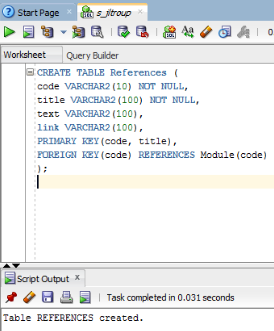 Start Page
s_jitroup
Worksheet
Query Builder
CREATE TABLE References (
code VARCHAR2(10) NOT NULL,
title VARCHAR2(100) NOT NULL,
text VARCHAR2(100),
link VARCHAR2(100),
PRIMARY KEY(code, title),
FOREIGN KEY(code) REFERENCES Module(code)
);
Script Output
Task completed in 0.031 seconds
Table REFERENCES created.